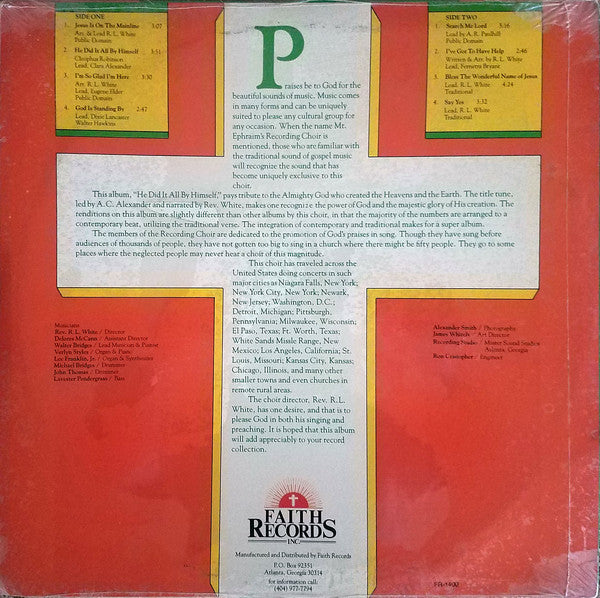 SIDE ONE
1. Jesus Is On The Mainline 3:07
Arr. & Lead R. L. White
Public Domain
2. He Did It All By Himself 3:51
Cleophus Robinson
Lead, Clara Alexander
3. I'm So Glad I'm Here 3:30
Arr. R. L. White
Lead, Eugene Elder
Public Domain
4. God Is Standing By 2:47
Lead, Dixie Lancaster
Walter Hawkins
SIDE TWO
1. Search Me Lord 3:16
Lead by A. R. Paulhill
Public Domain
2. I've Got To Have Help 2:46
Written & Arr. by R. L. White
Lead, Bryant
3. Bless The Wonderful Name of Jesus
Lead, R. L. White 4:24
Traditional
4. Say Yes 3:32
Lead, R. L. White
Traditional
Praises be to God for the
beautiful sounds of music. Music comes
in many forms and can be uniquely
suited to please any cultural group for
any occasion. When the name Mt.
Ephraim's Recording Choir is
mentioned, those who are familiar with
the traditional sound of gospel music
will recognize the sound that has
become uniquely exclusive to this
choir.
This album, "He Did It All By Himself," pays tribute to the Almighty God who created the Heavens and the Earth. The title tune,
led by A.C. Alexander and narrated by Rev. White, makes one recognize the power of God and the majestic glory of His creation. The
renditions on this album are slightly different than other albums by this choir, in that the majority of the numbers are arranged to a
contemporary beat, utilizing the traditional verse. The integration of contemporary and traditional makes for a super album.
The members of the Recording Choir are dedicated to the promotion of God's praises in song. Though they have sung before
audiences of thousands of people, they have not gotten too big to sing in a church where there might be fifty people. They go to some
places where the neglected people may never hear a choir of this magnitude.
This choir has traveled across the
United States doing concerts in such
major cities as Niagara Falls, New York;
New York City, New York; Newark,
New Jersey; Washington, D.C.;
Detroit, Michigan; Pittsburgh,
Pennsylvania; Milwaukee, Wisconsin;
El Paso, Texas; Ft. Worth, Texas;
White Sands Missle Range, New
Mexico; Los Angeles, California; St.
Louis, Missouri; Kansas City, Kansas;
Chicago, Illinois, and many other
smaller towns and even churches in
remote rural areas.
The choir director, Rev. R.L.
White, has one desire, and that is to
please God in both his singing and
preaching. It is hoped that this album
will add appreciably to your record
collection.
Musicians
Rev. R. L. White / Director
Delores McCann / Assistant Director
Walter Bridges / Lead Musician & Pianist
Verlyn Styles / Organ & Piano
Leo Franklin, Jr. / Organ & Synthesizer
Michael Bridges / Drummer
John Thomas / Drummer
Lavaster Pendergrass / Bass
Alexander Smith / Photography
James Whireh / Art Director
Recording Studio / Mister Sound Studios
Atlanta, Georgia
Ron Cristopher / Engineer
FAITH
RECORDS
INC.
Manufactured and Distributed by Faith Records
P.O. Box 92351
Atlanta, Georgia 30314
for information call:
(404) 977-7794
FR-1400